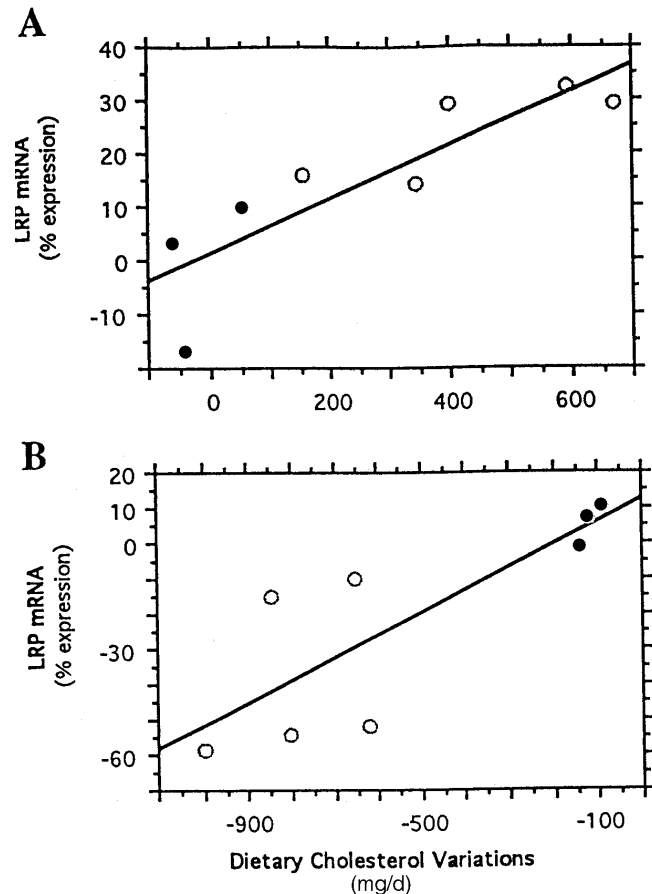 A
40
30
20
10
0
-10
LRP mRNA
(% expression)
0 200 400 600
B
20
10
0
-30
-60
LRP mRNA
(% expression)
-900 -500 -100
Dietary Cholesterol Variations
(mg/d)